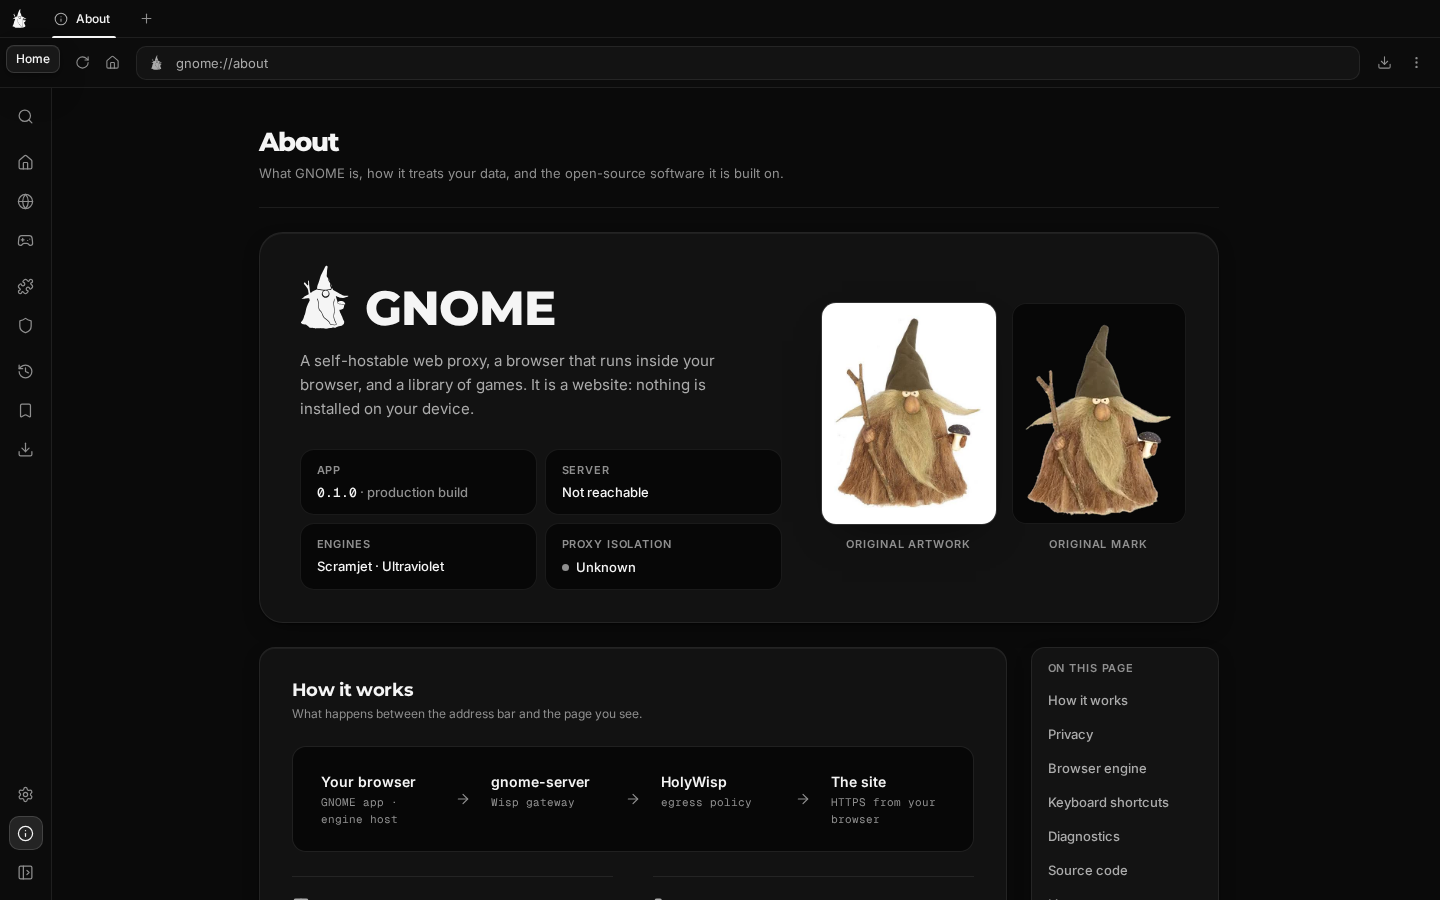 About
Home
gnome://about
About
What GNOME is, how it treats your data, and the open-source software it is built on.
GNOME
A self-hostable web proxy, a browser that runs inside your
browser, and a library of games. It is a website: nothing is
installed on your device.
APP
0.1.0 · production build
SERVER
Not reachable
ENGINES
Scramjet · Ultraviolet
PROXY ISOLATION
Unknown
ORIGINAL ARTWORK
ORIGINAL MARK
How it works
What happens between the address bar and the page you see.
Your browser
GNOME app ·
engine host
gnome-server
Wisp gateway
HolyWisp
egress policy
The site
HTTPS from your
browser
ON THIS PAGE
How it works
Privacy
Browser engine
Keyboard shortcuts
Diagnostics
Source code